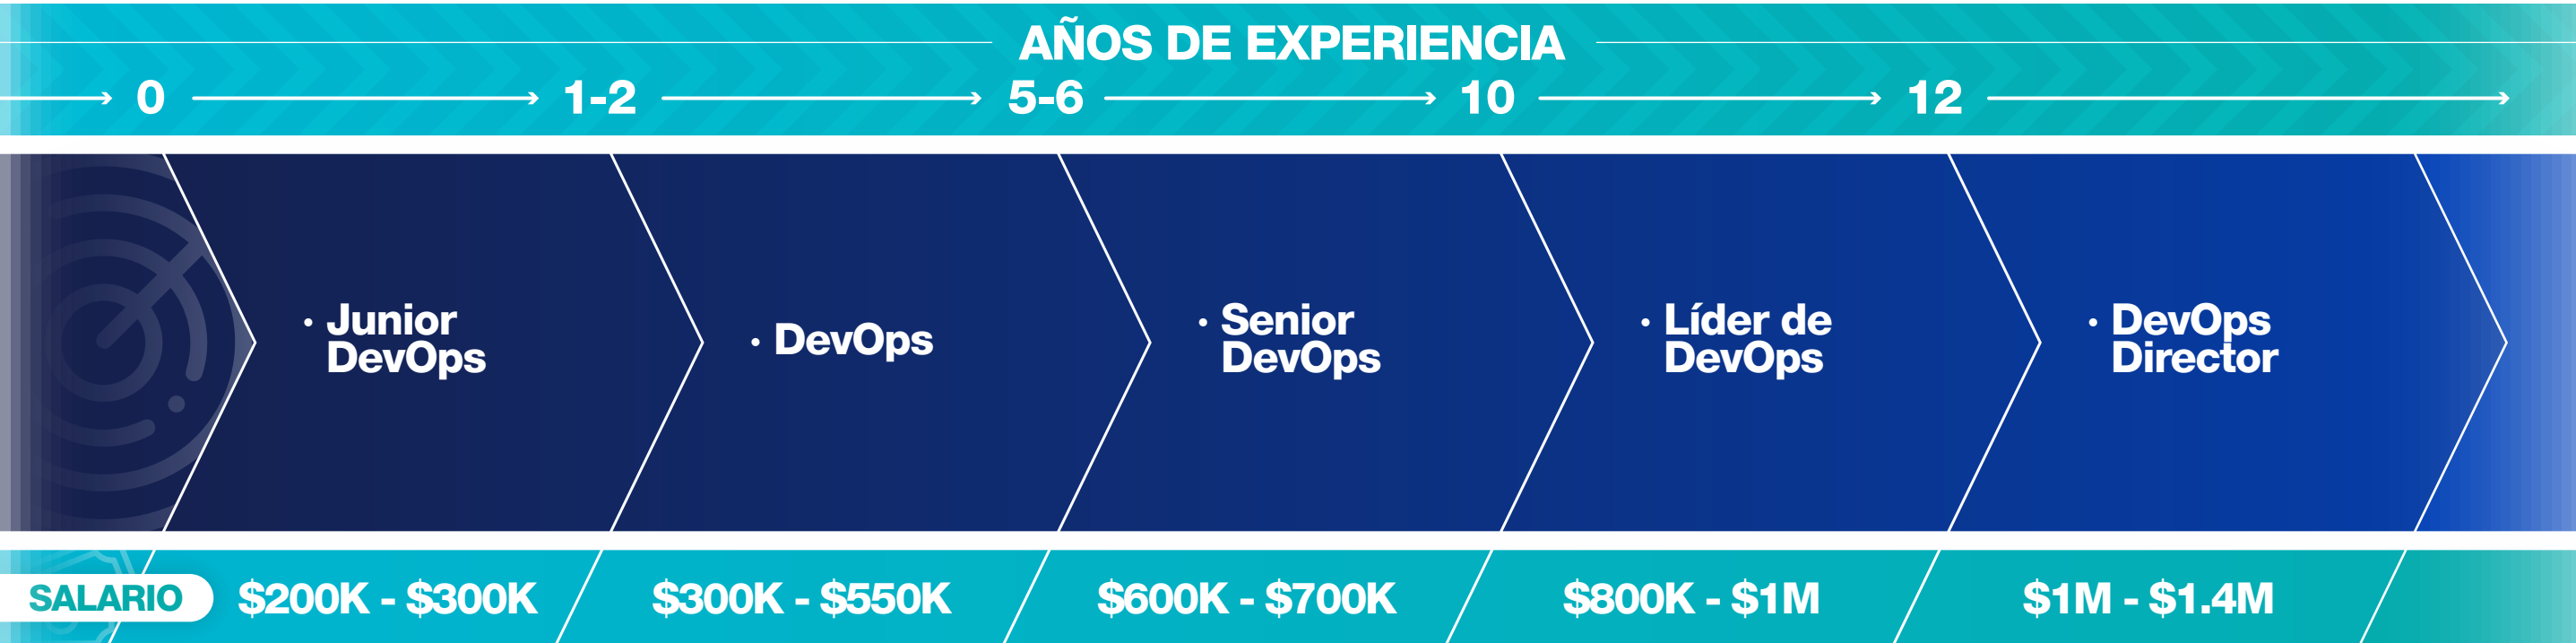 AÑOS DE EXPERIENCIA
0 1-2 5-6 10 12
• Junior
DevOps
• DevOps
• Senior
DevOps
• Líder de
DevOps
• DevOps
Director
SALARIO $200K - $300K $300K - $550K $600K - $700K $800K - $1M $1M - $1.4M